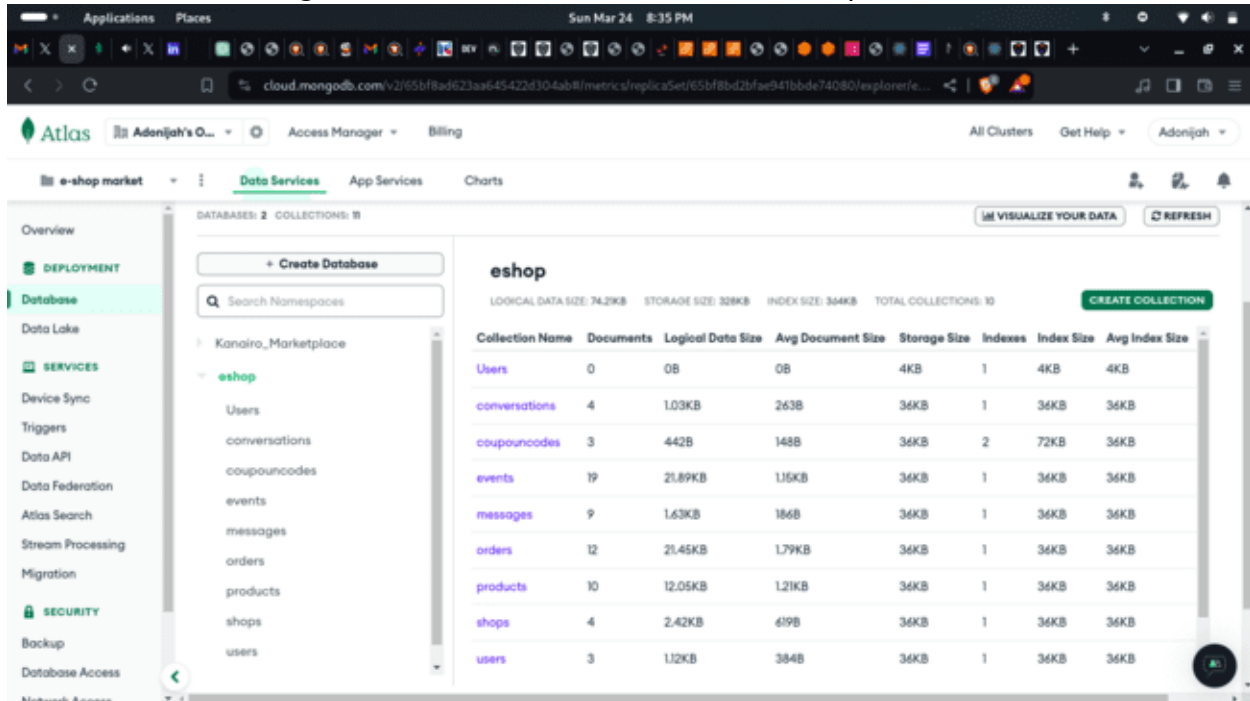 Applications Places Sun Mar 24 8:35 PM
cloud.mongodb.com/v2/65bf8ad623aa645422d304ab#/metrics/replicaSet/65bf8bd2bfae941bbde74080/explorer/e...
Atlas Adonijah's O... Access Manager Billing All Clusters Get Help Adonijah
e-shop market Data Services App Services Charts
DATABASES: 2 COLLECTIONS: 11 VISUALIZE YOUR DATA REFRESH
Overview
DEPLOYMENT
Database
Data Lake
SERVICES
Device Sync
Triggers
Data API
Data Federation
Atlas Search
Stream Processing
Migration
SECURITY
Backup
Database Access
Network Access
+ Create Database
Search Namespaces
Kanairo_Marketplace
eshop
Users
conversations
coupouncodes
events
messages
orders
products
shops
users
eshop
LOGICAL DATA SIZE: 74.21KB STORAGE SIZE: 328KB INDEX SIZE: 364KB TOTAL COLLECTIONS: 10 CREATE COLLECTION
Collection Name Documents Logical Data Size Avg Document Size Storage Size Indexes Index Size Avg Index Size
Users 0 0B 0B 4KB 1 4KB 4KB
conversations 4 1.03KB 263B 36KB 1 36KB 36KB
coupouncodes 3 442B 148B 36KB 2 72KB 36KB
events 19 21.89KB 1.15KB 36KB 1 36KB 36KB
messages 9 1.63KB 186B 36KB 1 36KB 36KB
orders 12 21.45KB 1.79KB 36KB 1 36KB 36KB
products 10 12.05KB 1.21KB 36KB 1 36KB 36KB
shops 4 2.42KB 619B 36KB 1 36KB 36KB
users 3 1.12KB 384B 36KB 1 36KB 36KB